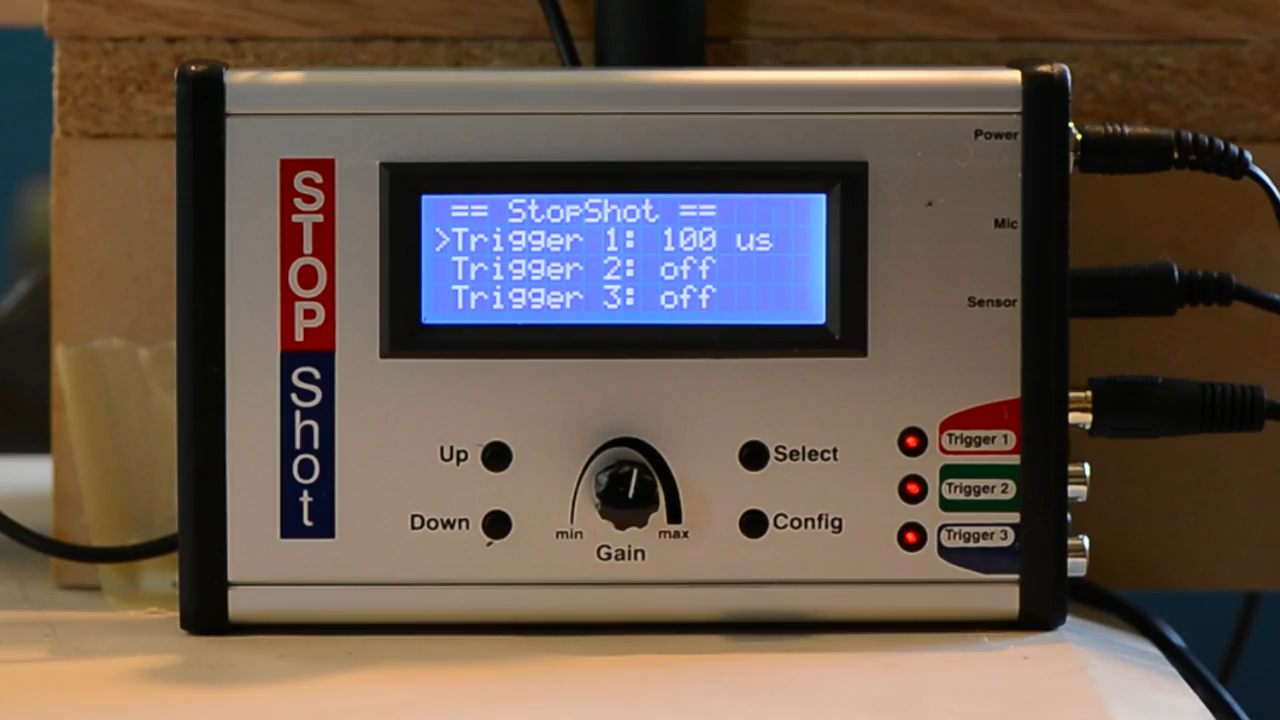 STOP
Shot
== StopShot ==
>Trigger 1: 100 us
Trigger 2: off
Trigger 3: off
Power
Mic
Sensor
Up
Down
min
max
Gain
Select
Config
Trigger 1
Trigger 2
Trigger 3